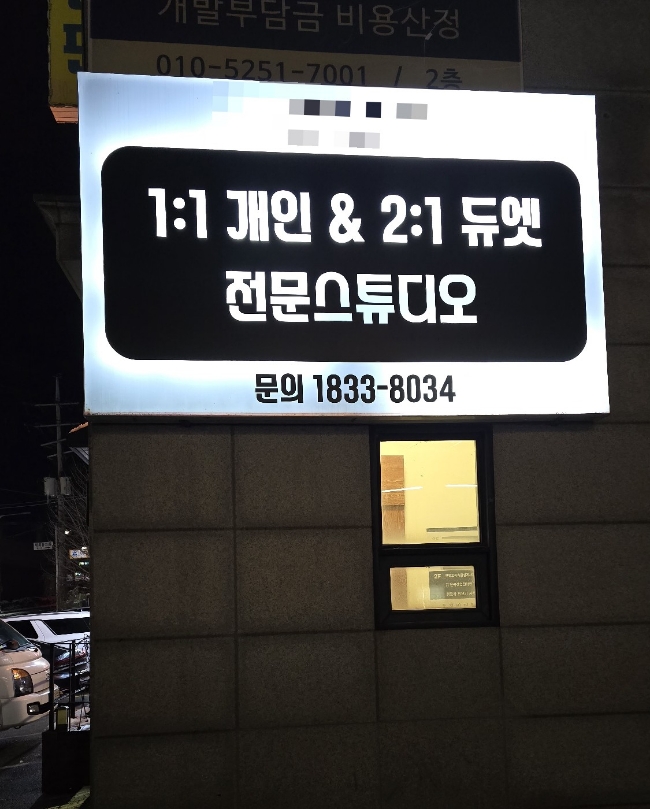 개발부담금 비용산정
010-5251-7001 / 2층
1:1 개인 & 2:1 듀엣
전문스튜디오
문의 1833-8034